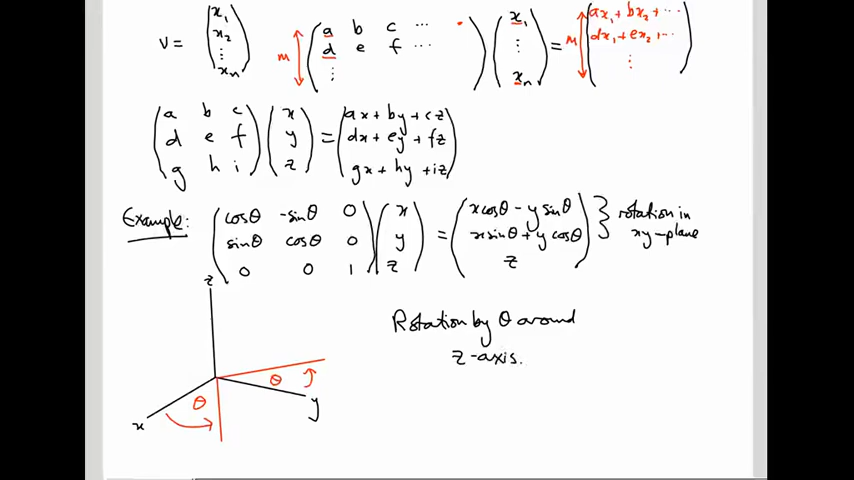 v = (x₁ x₂ ⋮ xₙ) m (a b c ⋯ d e f ⋯ ⋮) (x₁ ⋮ xₙ) = m (ax₁ + bx₂ + ⋯ dx₁ + ex₂ + ⋯ ⋮)
(a b c d e f g h i) (x y z) = (ax + by + cz dx + ey + fz gx + hy + iz)
Example: (cosθ -sinθ 0 sinθ cosθ 0 0 0 1) (x y z) = (x cosθ - y sinθ x sinθ + y cosθ z) } rotation in
xy-plane
Rotation by θ around
z-axis.
z
θ
θ
x
y